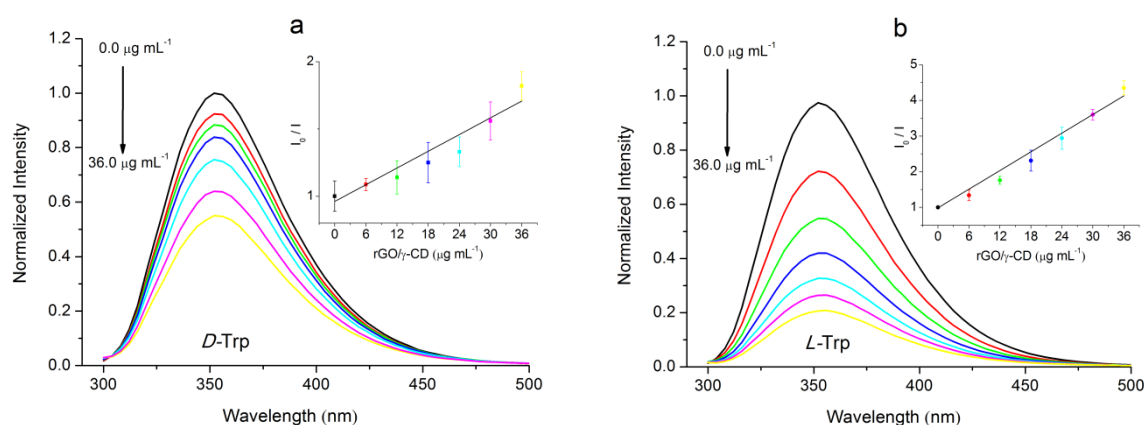 a
0.0 μg mL⁻¹
36.0 μg mL⁻¹
Normalized Intensity
1.2
1.0
0.8
0.6
0.4
0.2
0.0
300 350 400 450 500
Wavelength (nm)
D-Trp
I₀ / I
2
1
0 6 12 18 24 30 36
rGO/γ-CD (μg mL⁻¹)
b
0.0 μg mL⁻¹
36.0 μg mL⁻¹
Normalized Intensity
1.2
1.0
0.8
0.6
0.4
0.2
0.0
300 350 400 450 500
Wavelength (nm)
L-Trp
I₀ / I
5
4
3
2
1
0 6 12 18 24 30 36
rGO/γ-CD (μg mL⁻¹)